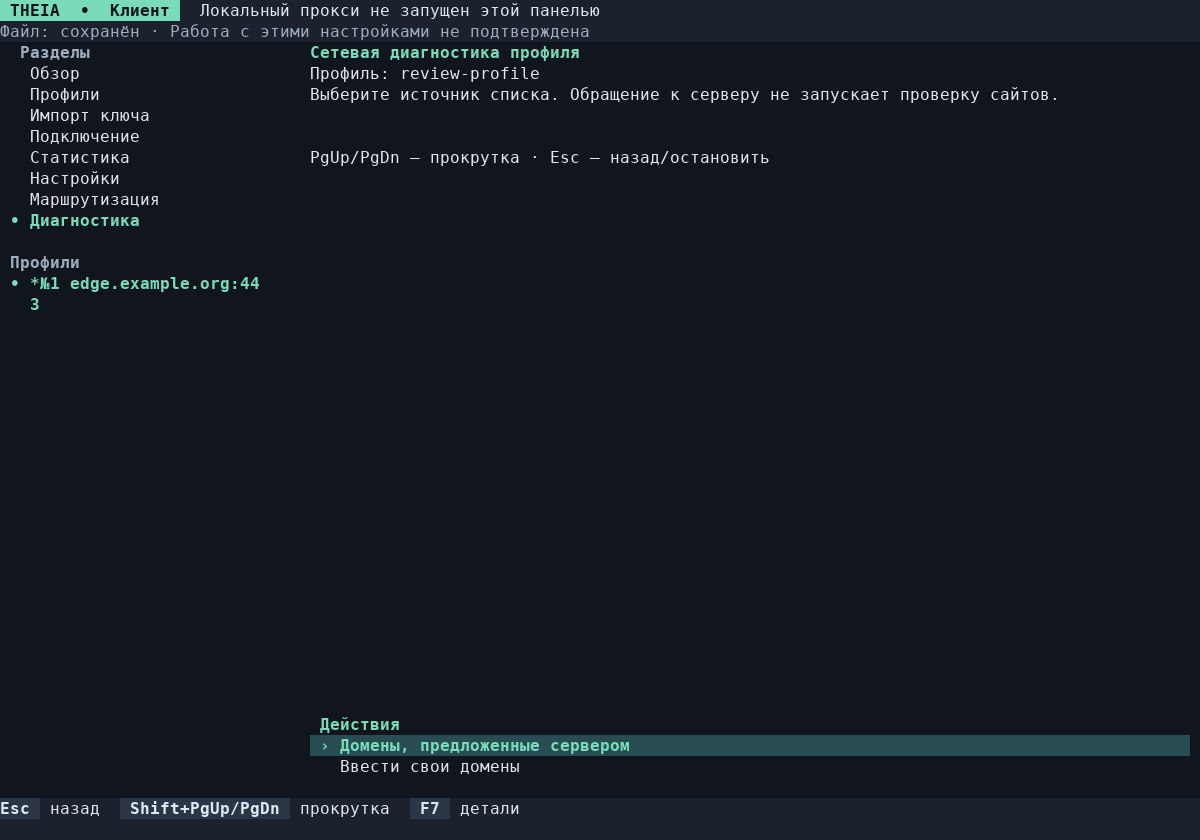 THEIA • Клиент Локальный прокси не запущен этой панелью
Файл: сохранён · Работа с этими настройками не подтверждена
Разделы
Обзор
Профили
Импорт ключа
Подключение
Статистика
Настройки
Маршрутизация
• Диагностика
Профили
• *№1 edge.example.org:44
3
Сетевая диагностика профиля
Профиль: review-profile
Выберите источник списка. Обращение к серверу не запускает проверку сайтов.
PgUp/PgDn — прокрутка · Esc — назад/остановить
Действия
› Домены, предложенные сервером
Ввести свои домены
Esc назад Shift+PgUp/PgDn прокрутка F7 детали